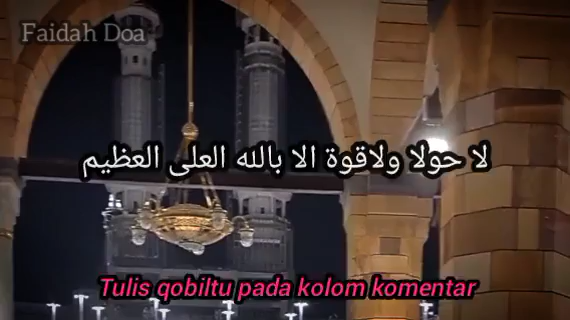 Faidah Doa
لا حولا ولاقوة الا بالله العلى العظيم
Tulis qobiltu pada kolom komentar